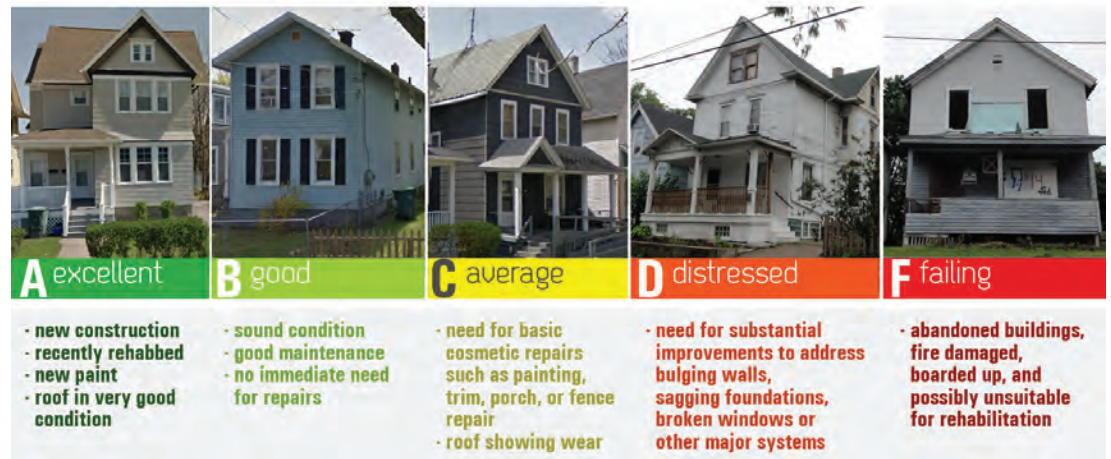 A excellent
B good
C average
D distressed
F failing
· new construction
· recently rehabbed
· new paint
· roof in very good
condition
· sound condition
· good maintenance
· no immediate need
for repairs
· need for basic
cosmetic repairs
such as painting,
trim, porch, or fence
repair
· roof showing wear
· need for substantial
improvements to address
bulging walls,
sagging foundations,
broken windows or
other major systems
· abandoned buildings,
fire damaged,
boarded up, and
possibly unsuitable
for rehabilitation